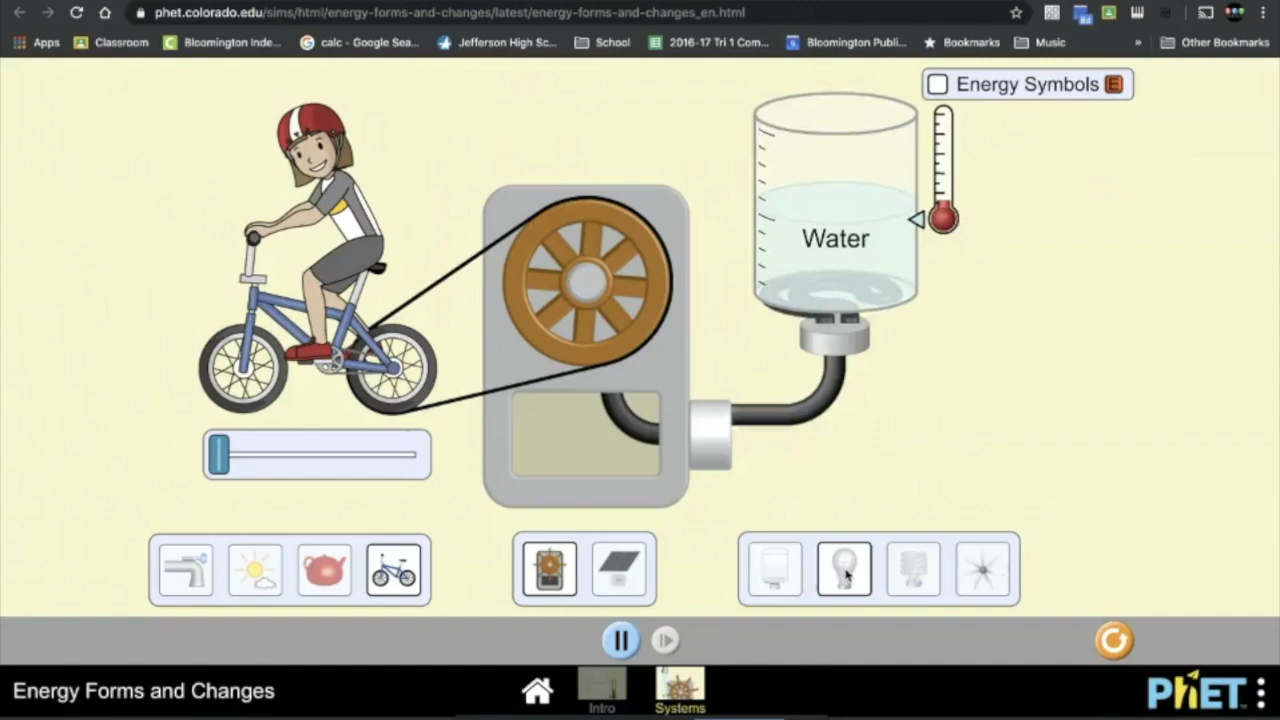 phet.colorado.edu/sims/html/energy-forms-and-changes/latest/energy-forms-and-changes_en.html
Apps Classroom Bloomington Inde... calc - Google Sea... Jefferson High Sc... School 2016-17 Tri 1 Com... Bloomington Publi... Bookmarks Music » Other Bookmarks
Energy Symbols E
Water
Energy Forms and Changes
Intro
Systems
PhET